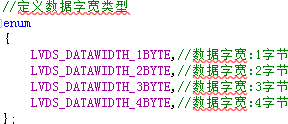 //定义数据字宽类型
enum
{
LVDS_DATAWIDTH_1BYTE,//数据字宽:1字节
LVDS_DATAWIDTH_2BYTE,//数据字宽:2字节
LVDS_DATAWIDTH_3BYTE,//数据字宽:3字节
LVDS_DATAWIDTH_4BYTE,//数据字宽:4字节
};